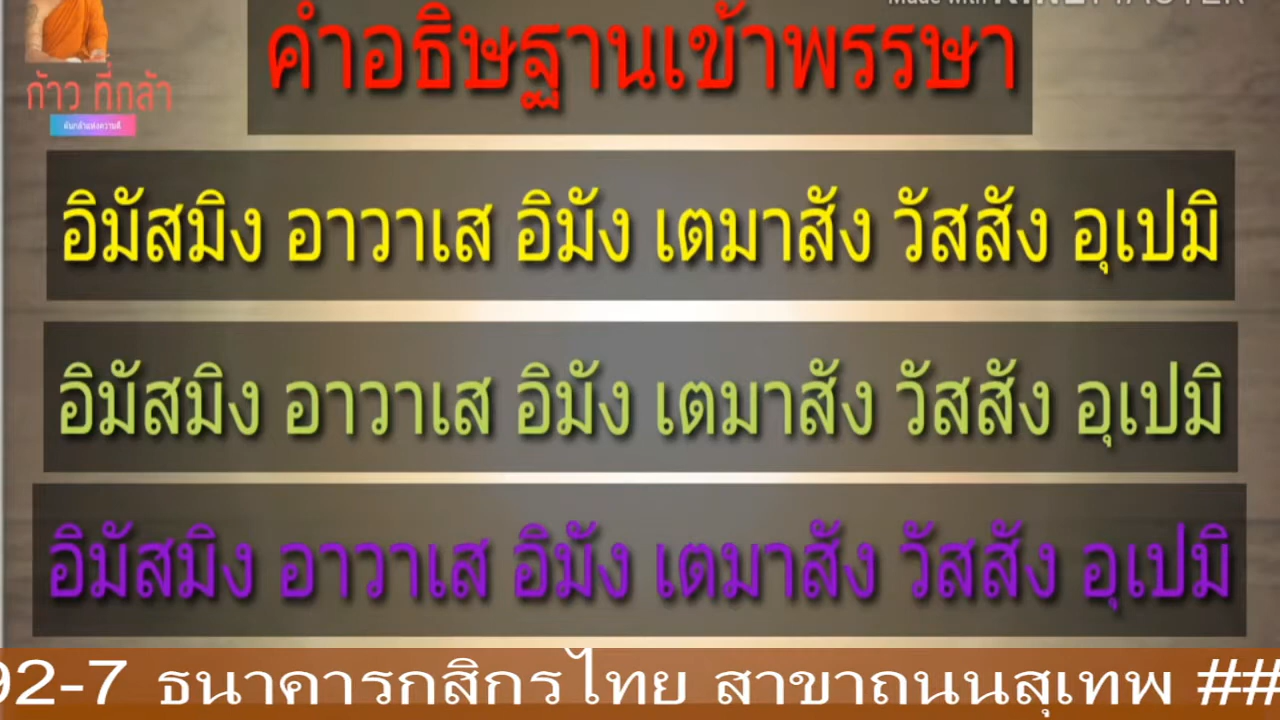 Made with KINEMASTER
คำอธิษฐานเข้าพรรษา
ก้าว ที่กล้า
อิมัสมิง อาวาเส อิมัง เตมาสัง วัสสัง อุเปมิ
อิมัสมิง อาวาเส อิมัง เตมาสัง วัสสัง อุเปมิ
อิมัสมิง อาวาเส อิมัง เตมาสัง วัสสัง อุเปมิ
92-7 ธนาคารกสิกรไทย สาขาถนนสุเทพ ##